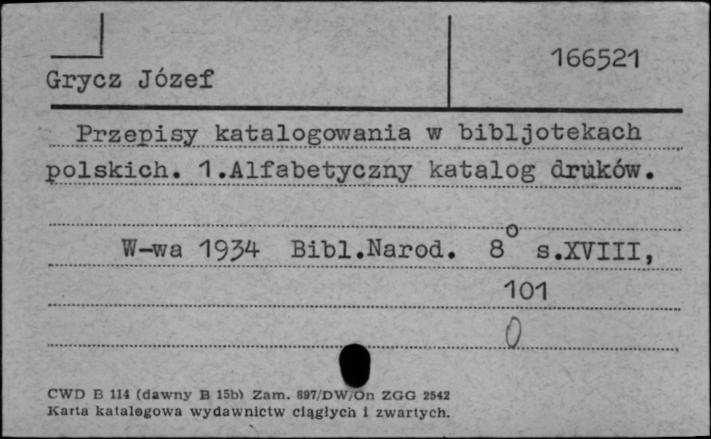 166521
Grycz Józef
Przepisy katalogowania w bibljotekach
polskich. 1.Alfabetyczny katalog druków.
W-wa 1934 Bibl.Narod. 8° s.XVIII,
101
0
CWD B 114 (dawny B 15b) Zam. 897/DW/On ZGG 2542
Karta katalogowa wydawnictw ciągłych i zwartych.